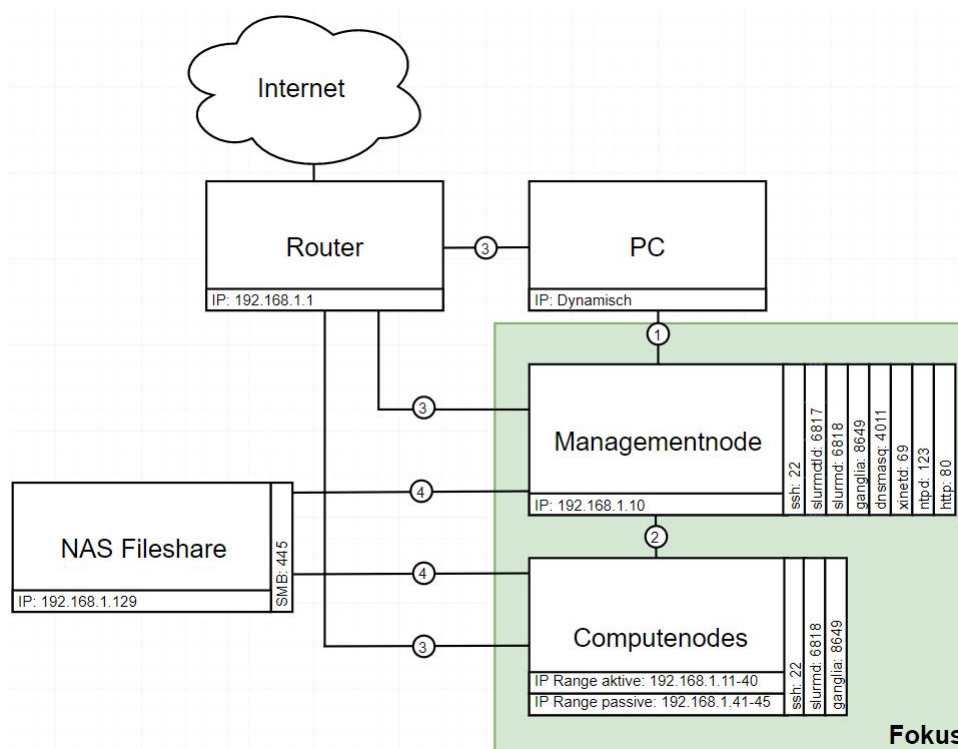 Internet
Router
IP: 192.168.1.1
3
PC
IP: Dynamisch
1
3
Managementnode
IP: 192.168.1.10
ssh: 22
slurmctld: 6817
slurmd: 6818
ganglia: 8649
dnsmasq: 4011
xinetd: 69
ntpd: 123
http: 80
4
2
NAS Fileshare
IP: 192.168.1.129
SMB: 445
4
3
Computenodes
IP Range aktive: 192.168.1.11-40
IP Range passive: 192.168.1.41-45
ssh: 22
slurmd: 6818
ganglia: 8649
Fokus